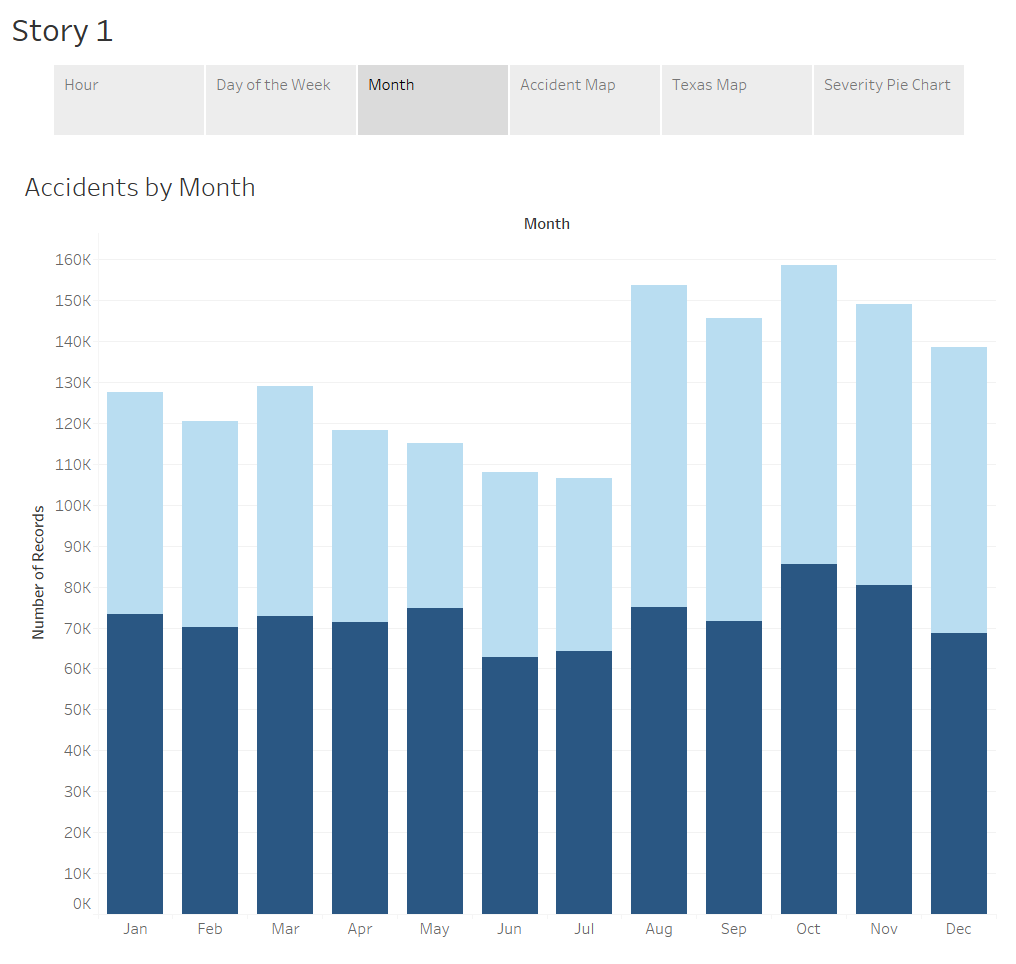 Story 1
Hour
Day of the Week
Month
Accident Map
Texas Map
Severity Pie Chart
Accidents by Month
Month
160K
150K
140K
130K
120K
110K
100K
90K
80K
70K
60K
50K
40K
30K
20K
10K
0K
Number of Records
Jan Feb Mar Apr May Jun Jul Aug Sep Oct Nov Dec